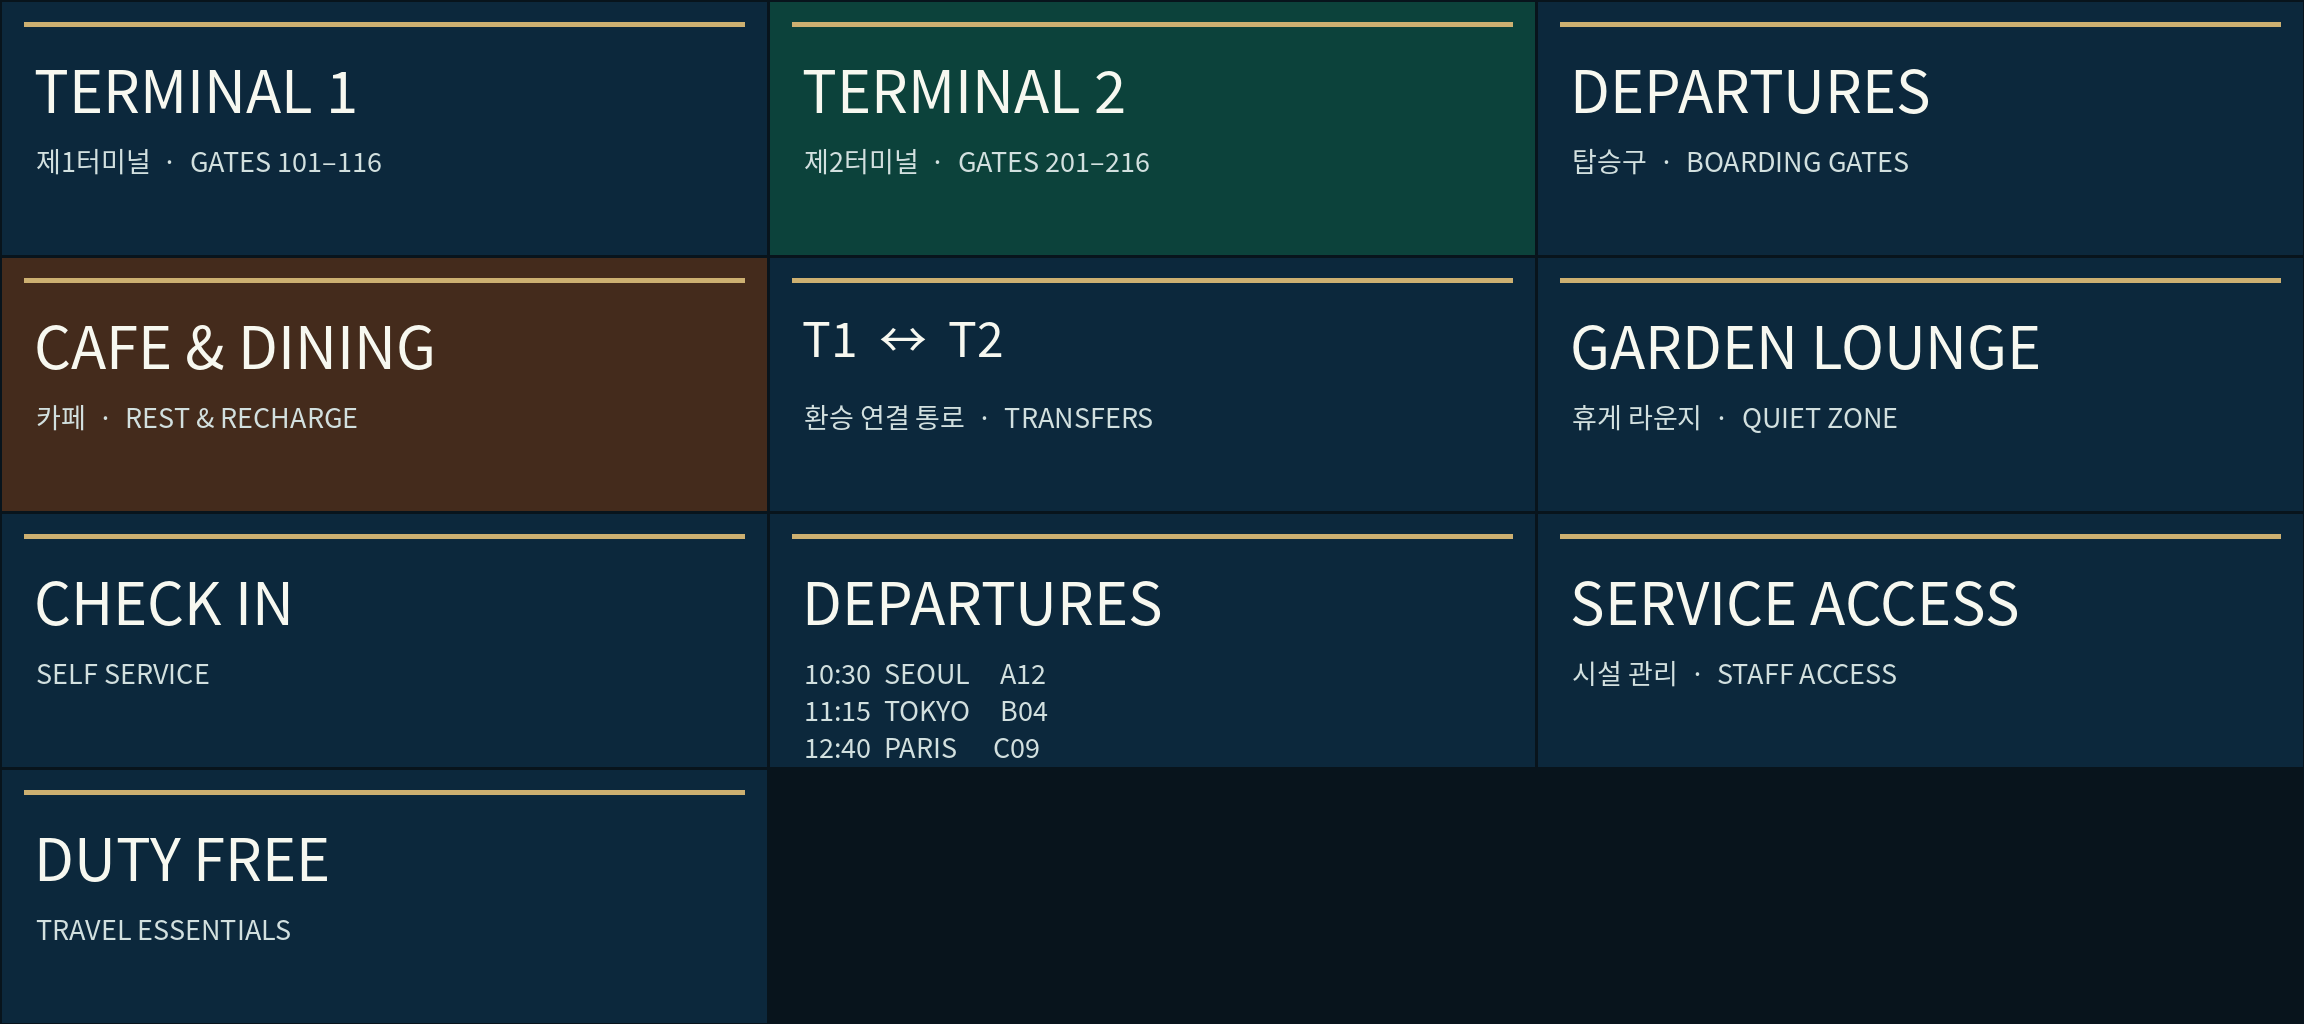 TERMINAL 1
제1터미널 · GATES 101–116
TERMINAL 2
제2터미널 · GATES 201–216
DEPARTURES
탑승구 · BOARDING GATES
CAFE & DINING
카페 · REST & RECHARGE
T1 ↔ T2
환승 연결 통로 · TRANSFERS
GARDEN LOUNGE
휴게 라운지 · QUIET ZONE
CHECK IN
SELF SERVICE
DEPARTURES
10:30 SEOUL A12
11:15 TOKYO B04
12:40 PARIS C09
SERVICE ACCESS
시설 관리 · STAFF ACCESS
DUTY FREE
TRAVEL ESSENTIALS